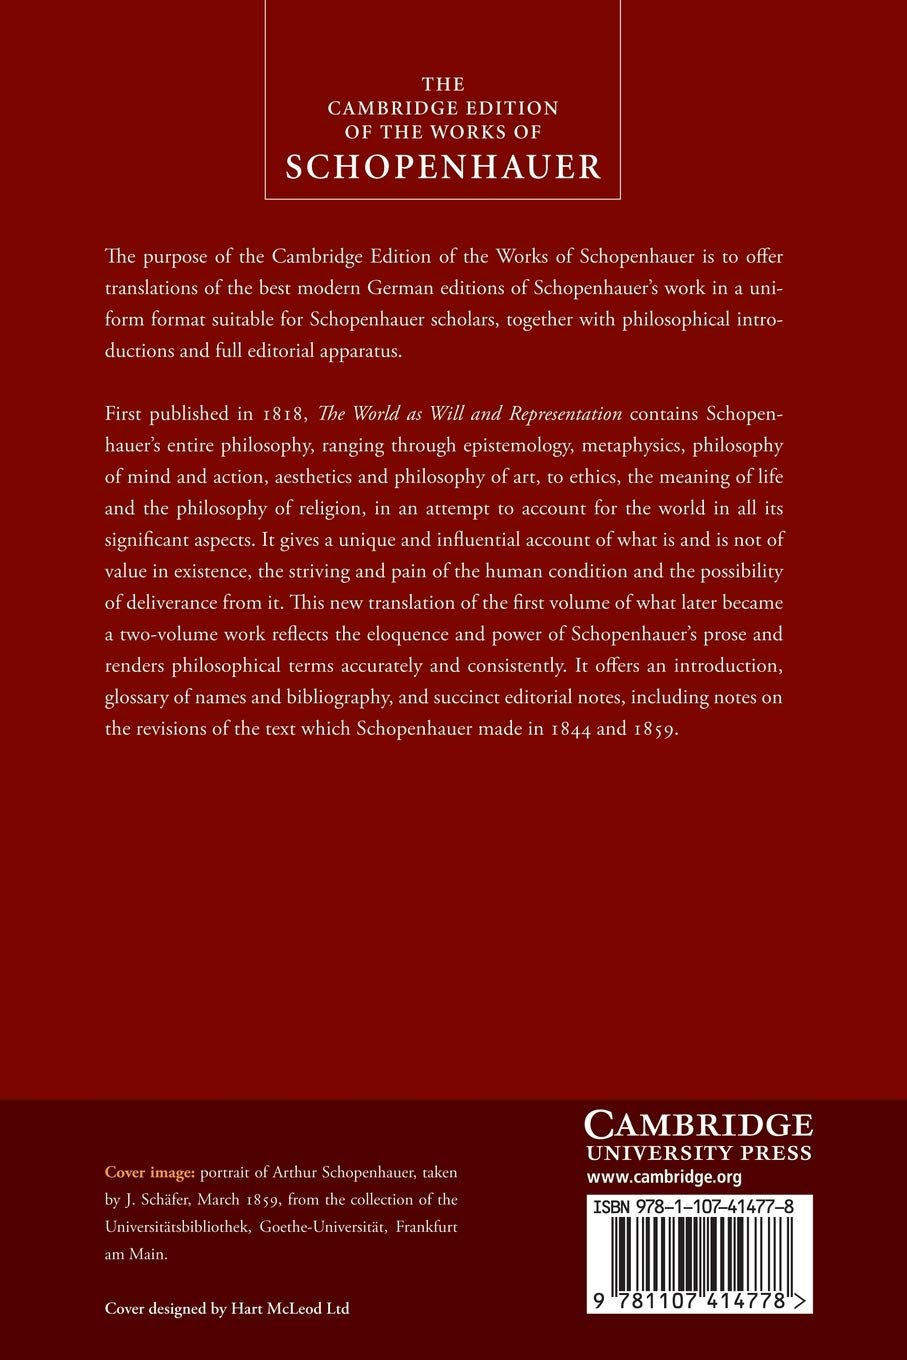 THE
CAMBRIDGE EDITION
OF THE WORKS OF
SCHOPENHAUER
The purpose of the Cambridge Edition of the Works of Schopenhauer is to offer
translations of the best modern German editions of Schopenhauer's work in a uni-
form format suitable for Schopenhauer scholars, together with philosophical intro-
ductions and full editorial apparatus.
First published in 1818, The World as Will and Representation contains Schopen-
hauer's entire philosophy, ranging through epistemology, metaphysics, philosophy
of mind and action, aesthetics and philosophy of art, to ethics, the meaning of life
and the philosophy of religion, in an attempt to account for the world in all its
significant aspects. It gives a unique and influential account of what is and is not of
value in existence, the striving and pain of the human condition and the possibility
of deliverance from it. This new translation of the first volume of what later became
a two-volume work reflects the eloquence and power of Schopenhauer's prose and
renders philosophical terms accurately and consistently. It offers an introduction,
glossary of names and bibliography, and succinct editorial notes, including notes on
the revisions of the text which Schopenhauer made in 1844 and 1859.
Cover image: portrait of Arthur Schopenhauer, taken
by J. Schäfer, March 1859, from the collection of the
Universitätsbibliothek, Goethe-Universität, Frankfurt
am Main.
Cover designed by Hart McLeod Ltd
CAMBRIDGE
UNIVERSITY PRESS
www.cambridge.org
ISBN 978-1-107-41477-8
9 781107 414778 >